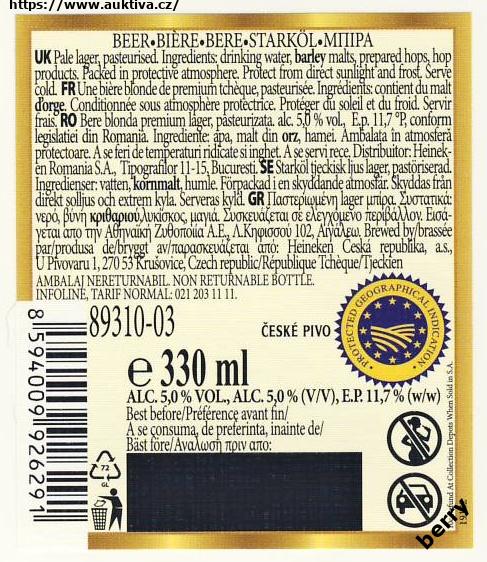 https://www.auktiva.cz/
BEER•BIÈRE•BERE•STARKÖL•ΜΠΙΡΑ
UK Pale lager, pasteurised. Ingredients: drinking water, barley malts, prepared hops, hop
products. Packed in protective atmosphere. Protect from direct sunlight and frost. Serve
cold. FR Une bière blonde de premium tchèque, pasteurisée. Ingrédients: contient du malt
d'orge. Conditionnée sous atmosphère protectrice. Protéger du soleil et du froid. Servir
frais. RO Bere blonda premium lager, pasteurizata. alc. 5,0 % vol., E.p. 11,7 °P, conform
legislatiei din Romania. Ingrediente: apa, malt din orz, hamei. Ambalata in atmosferă
protectoare. A se feri de temperaturi ridicate si inghet. A se servi rece. Distribuitor: Heinek-
en Romania S.A., Tipografilor 11-15, Bucuresti. SE Starköl tjeckisk ljus lager, pastöriserad.
Ingredienser: vatten, kornmalt, humle. Förpackad i en skyddande atmosfär. Skyddas från
direkt solljus och extrem kyla. Serveras kyld. GR Παστεριωμένη lager μπίρα. Συστατικά:
νερό, βύνη κριθαριού, λυκίσκος, μαγιά. Συσκευάζεται σε ελεγχόμενο περιβάλλον. Εισά-
γεται απο την Αθηναϊκή Ζυθοποιία Α.Ε., Λ.Κηφισσού 102, Αιγάλεω. Brewed by/brassée
par/produsa de/bryggt av/παρασκευάζεται από: Heineken Česká republika, a.s.,
U Pivovaru 1, 270 53 Krušovice, Czech republic/République Tchèque/Tjeckien
AMBALAJ NERETURNABIL. NON RETURNABLE BOTTLE.
INFOLINE, TARIF NORMAL: 021 203 11 11.
89310-03
ČESKÉ PIVO
PROTECTED GEOGRAPHICAL INDICATION
e 330 ml
ALC. 5,0 % VOL., ALC. 5,0 % (V/V), E.P. 11,7 % (w/w)
Best before/Préférence avant fin/
A se consuma, de preferinta, inainte de/
Bäst före/Αναλωση πριν απο:
8 594009 926291
72
GL
fund At Collection Depots When Sold in S.A.
berry